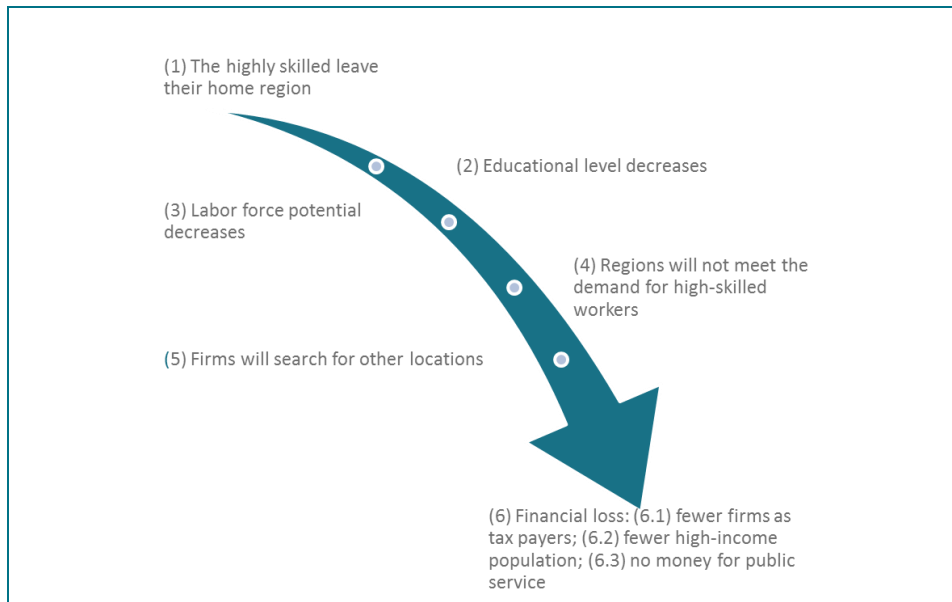 (1) The highly skilled leave
their home region
(2) Educational level decreases
(3) Labor force potential
decreases
(4) Regions will not meet the
demand for high-skilled
workers
(5) Firms will search for other locations
(6) Financial loss: (6.1) fewer firms as
tax payers; (6.2) fewer high-income
population; (6.3) no money for public
service